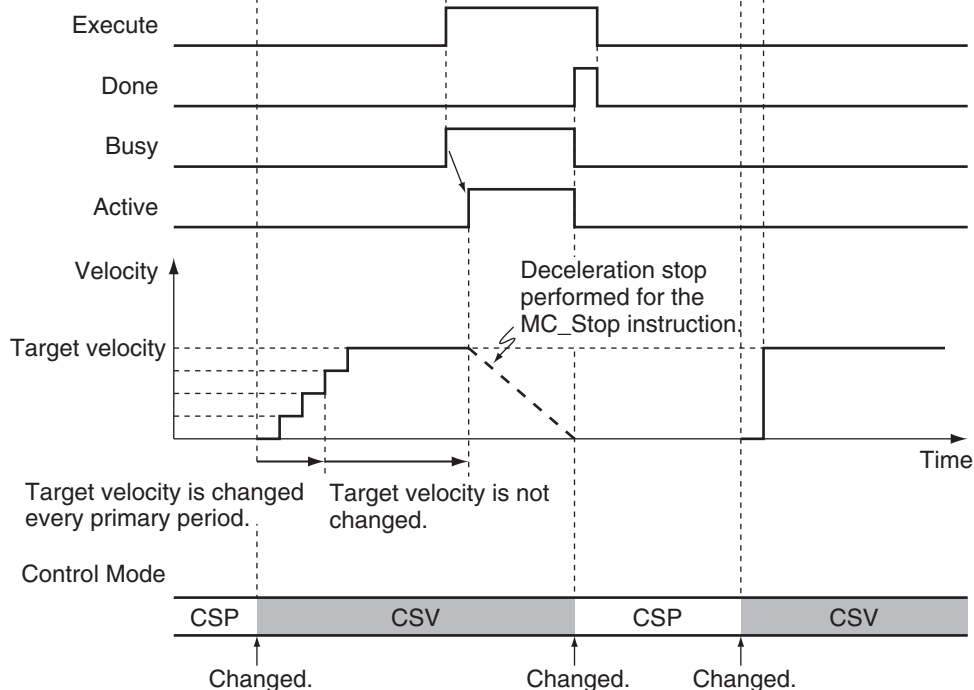 Execute
Done
Busy
Active
Velocity
Deceleration stop
performed for the
MC_Stop instruction.
Target velocity
Time
Target velocity is changed
every primary period.
Target velocity is not
changed.
Control Mode
CSP CSV CSP CSV
Changed. Changed. Changed.